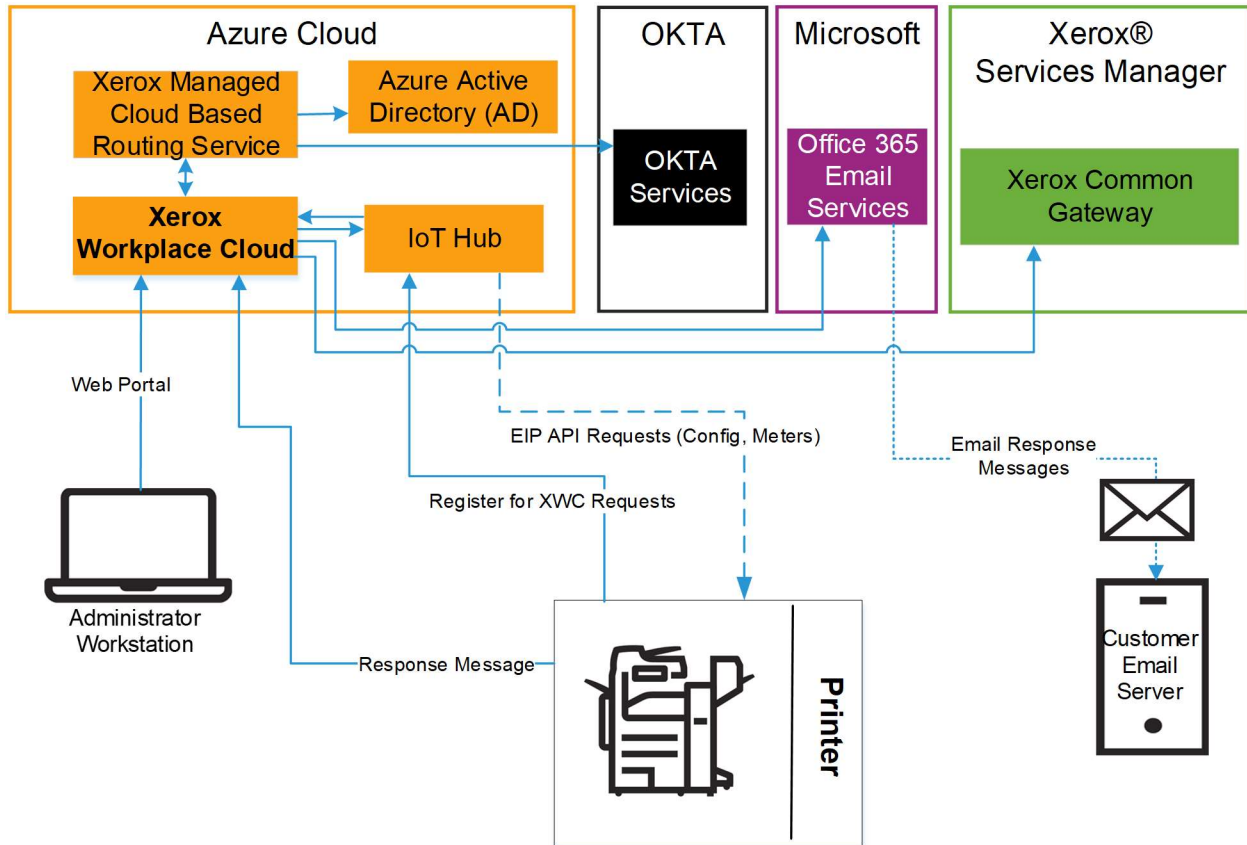 Azure Cloud
OKTA
Microsoft
Xerox®
Services Manager
Xerox Managed
Cloud Based
Routing Service
Azure Active
Directory (AD)
OKTA
Services
Office 365
Email
Services
Xerox Common
Gateway
Xerox
Workplace Cloud
IoT Hub
Web Portal
EIP API Requests (Config, Meters)
Email Response
Messages
Register for XWC Requests
Administrator
Workstation
Response Message
Printer
Customer
Email
Server